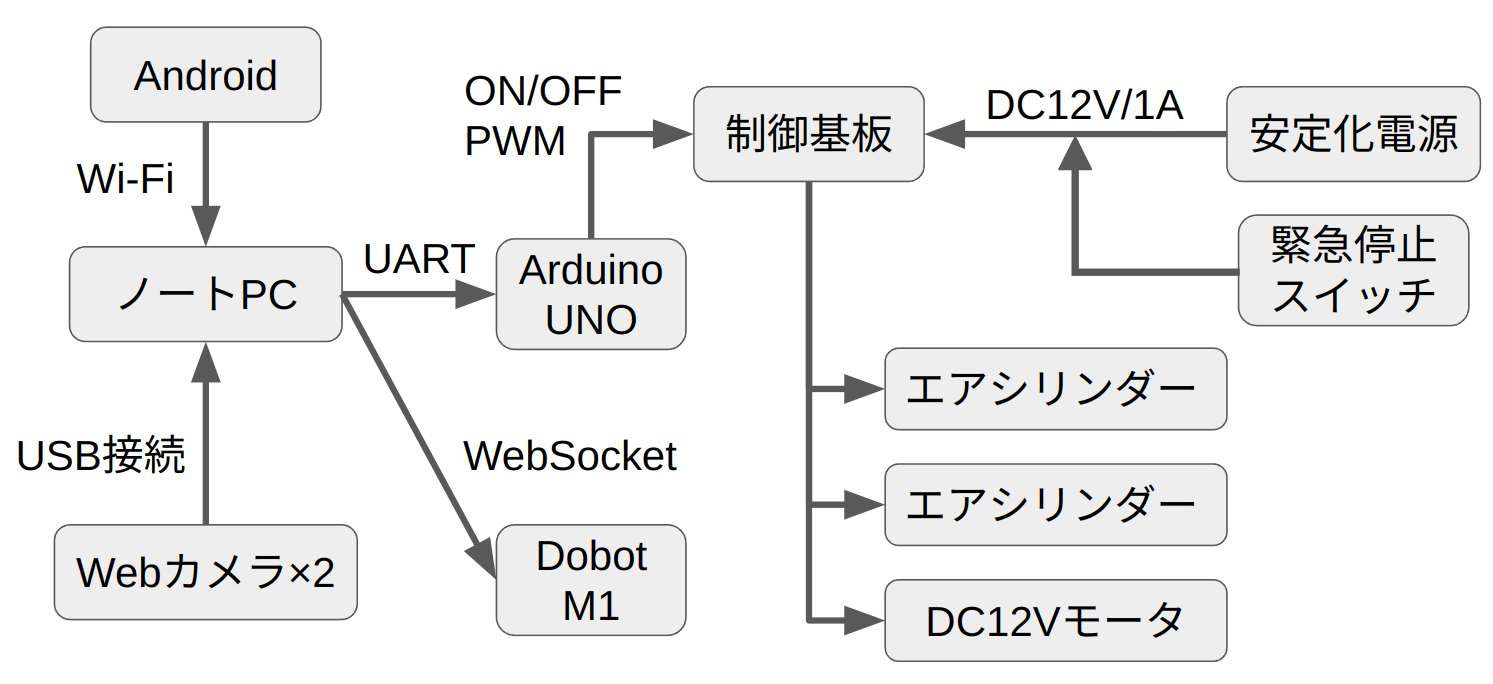 Android
ON/OFF
PWM
制御基板
DC12V/1A
安定化電源
Wi-Fi
UART
緊急停止
スイッチ
ノートPC
Arduino
UNO
エアシリンダー
USB接続
WebSocket
エアシリンダー
Webカメラ×2
Dobot
M1
DC12Vモータ